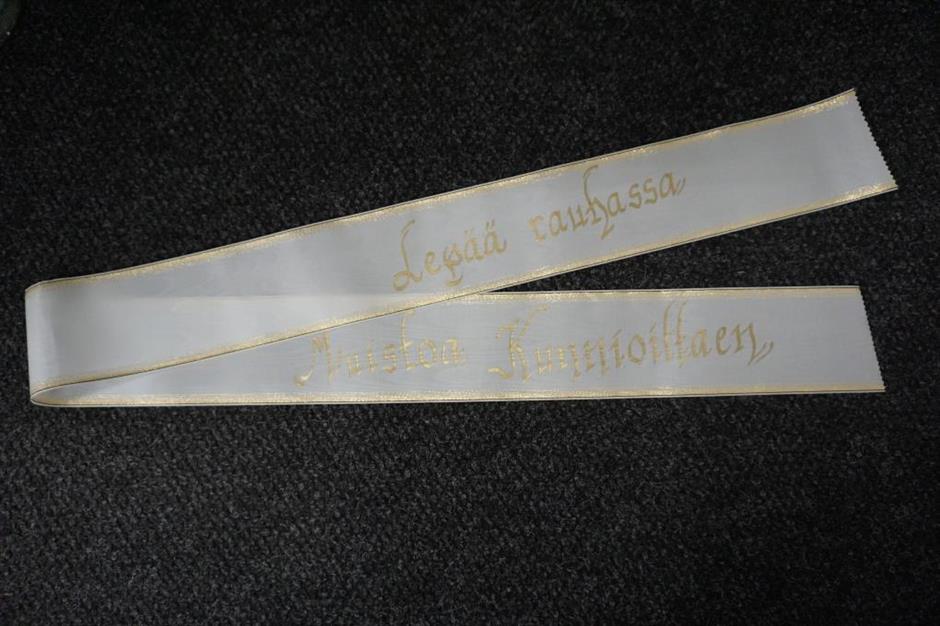 Lepää rauhassa
Muistoa Kunnioittaen